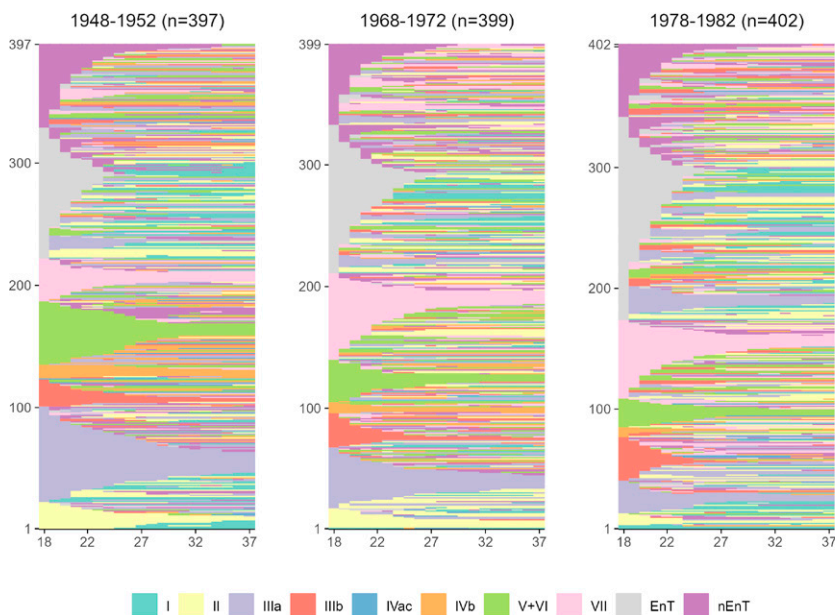 1948-1952 (n=397) 1968-1972 (n=399) 1978-1982 (n=402)
397 399 402
300 300 400
200 200 300
100 100 200
1 1 100
1
18 22 27 32 37 18 22 27 32 37 18 22 27 32 37
I II IIIa IIIb IVac IVb V+VI VII EnT nEnT